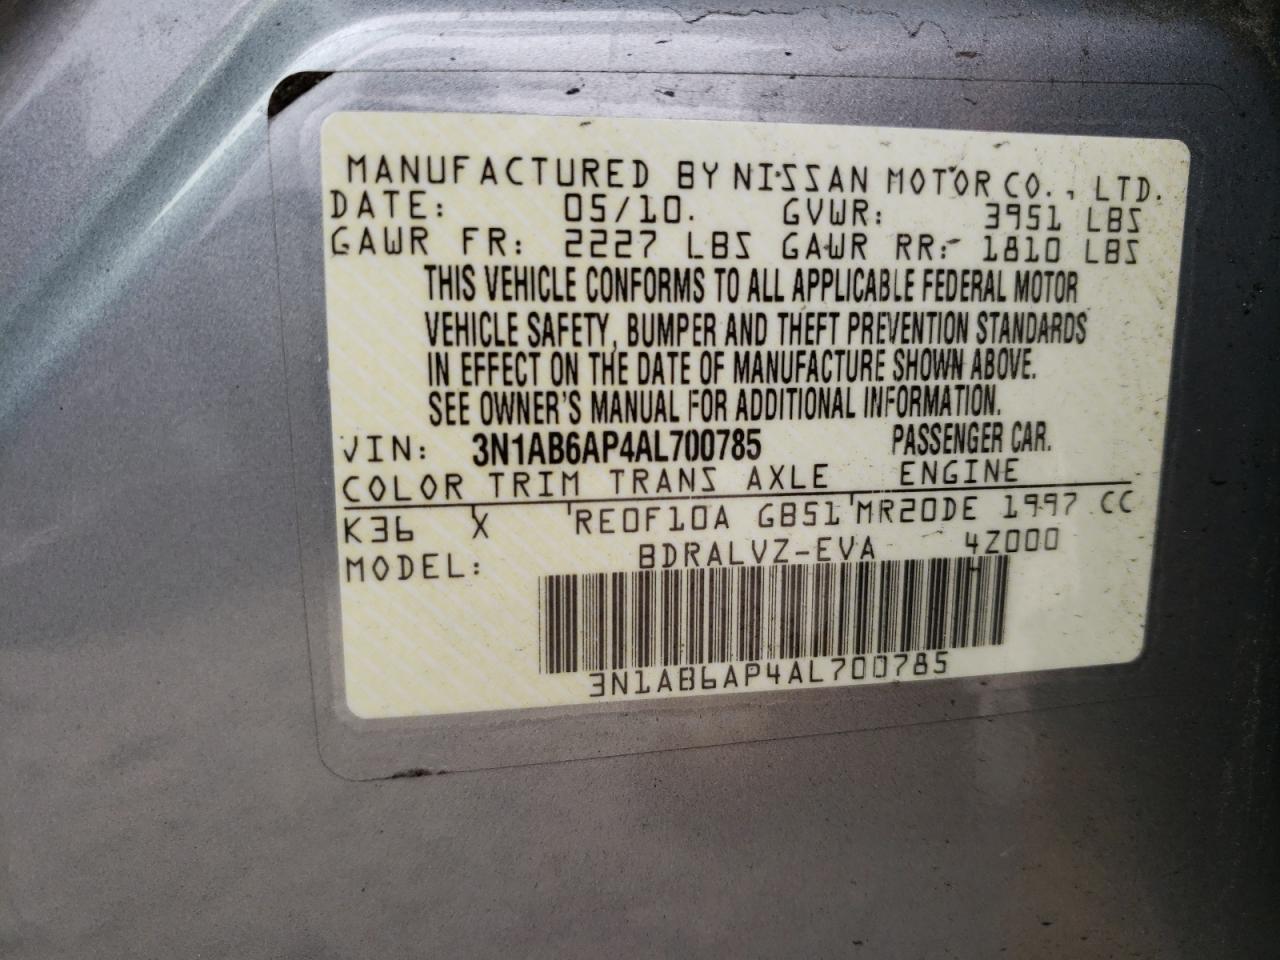 MANUFACTURED BY NISSAN MOTOR CO., LTD.
DATE: 05/10. GVWR: 3951 LBS
GAWR FR: 2227 LBS GAWR RR: 1810 LBS
THIS VEHICLE CONFORMS TO ALL APPLICABLE FEDERAL MOTOR
VEHICLE SAFETY, BUMPER AND THEFT PREVENTION STANDARDS
IN EFFECT ON THE DATE OF MANUFACTURE SHOWN ABOVE.
SEE OWNER'S MANUAL FOR ADDITIONAL INFORMATION.
VIN: 3N1AB6AP4AL700785 PASSENGER CAR.
COLOR TRIM TRANS AXLE ENGINE
K36 X RE0F10A GB51 MR20DE 1997 CC
MODEL: BDRALVZ-EVA 4Z000
3N1AB6AP4AL700785